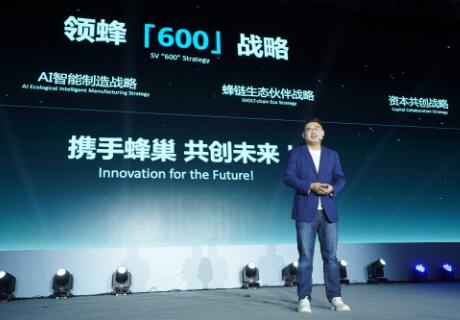 领蜂「600」战略
SV "600" Strategy
AI智能制造战略
AI Ecological Intelligent Manufacturing Strategy
蜂链生态伙伴战略
SVOLT-chain Eco Strategy
资本共创战略
Capital Collaboration Strategy
携手蜂巢 共创未来！
Innovation for the Future!